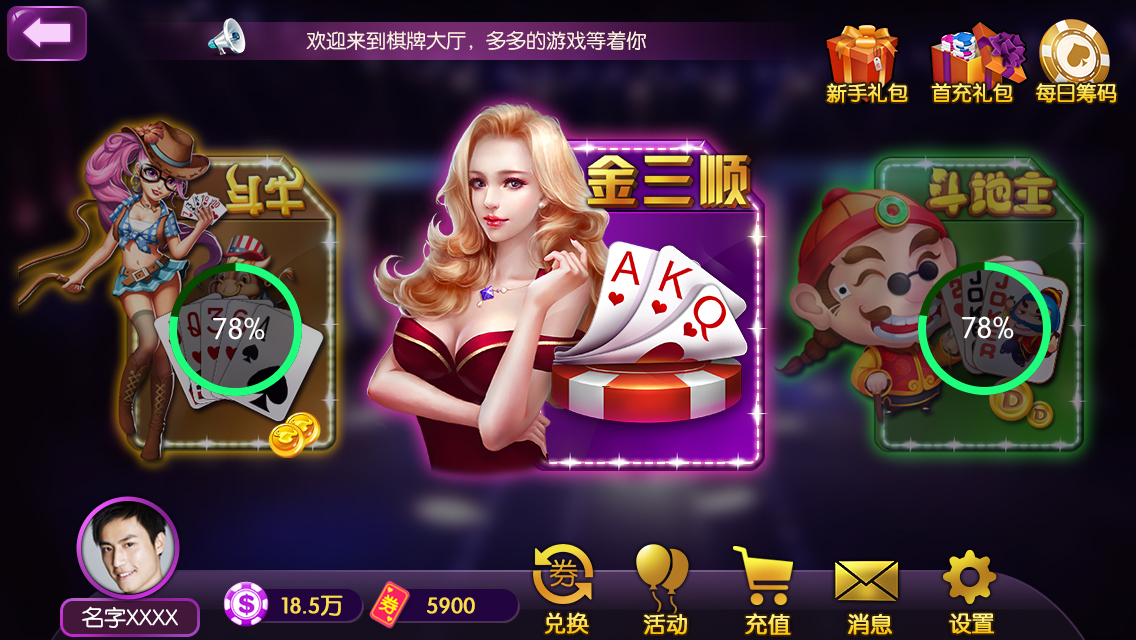 欢迎来到棋牌大厅，多多的游戏等着你
新手礼包
首充礼包
每日筹码
金三顺
斗地主
A K Q
78%
78%
名字XXXX
18.5万
券
5900
券
兑换
活动
充值
消息
设置